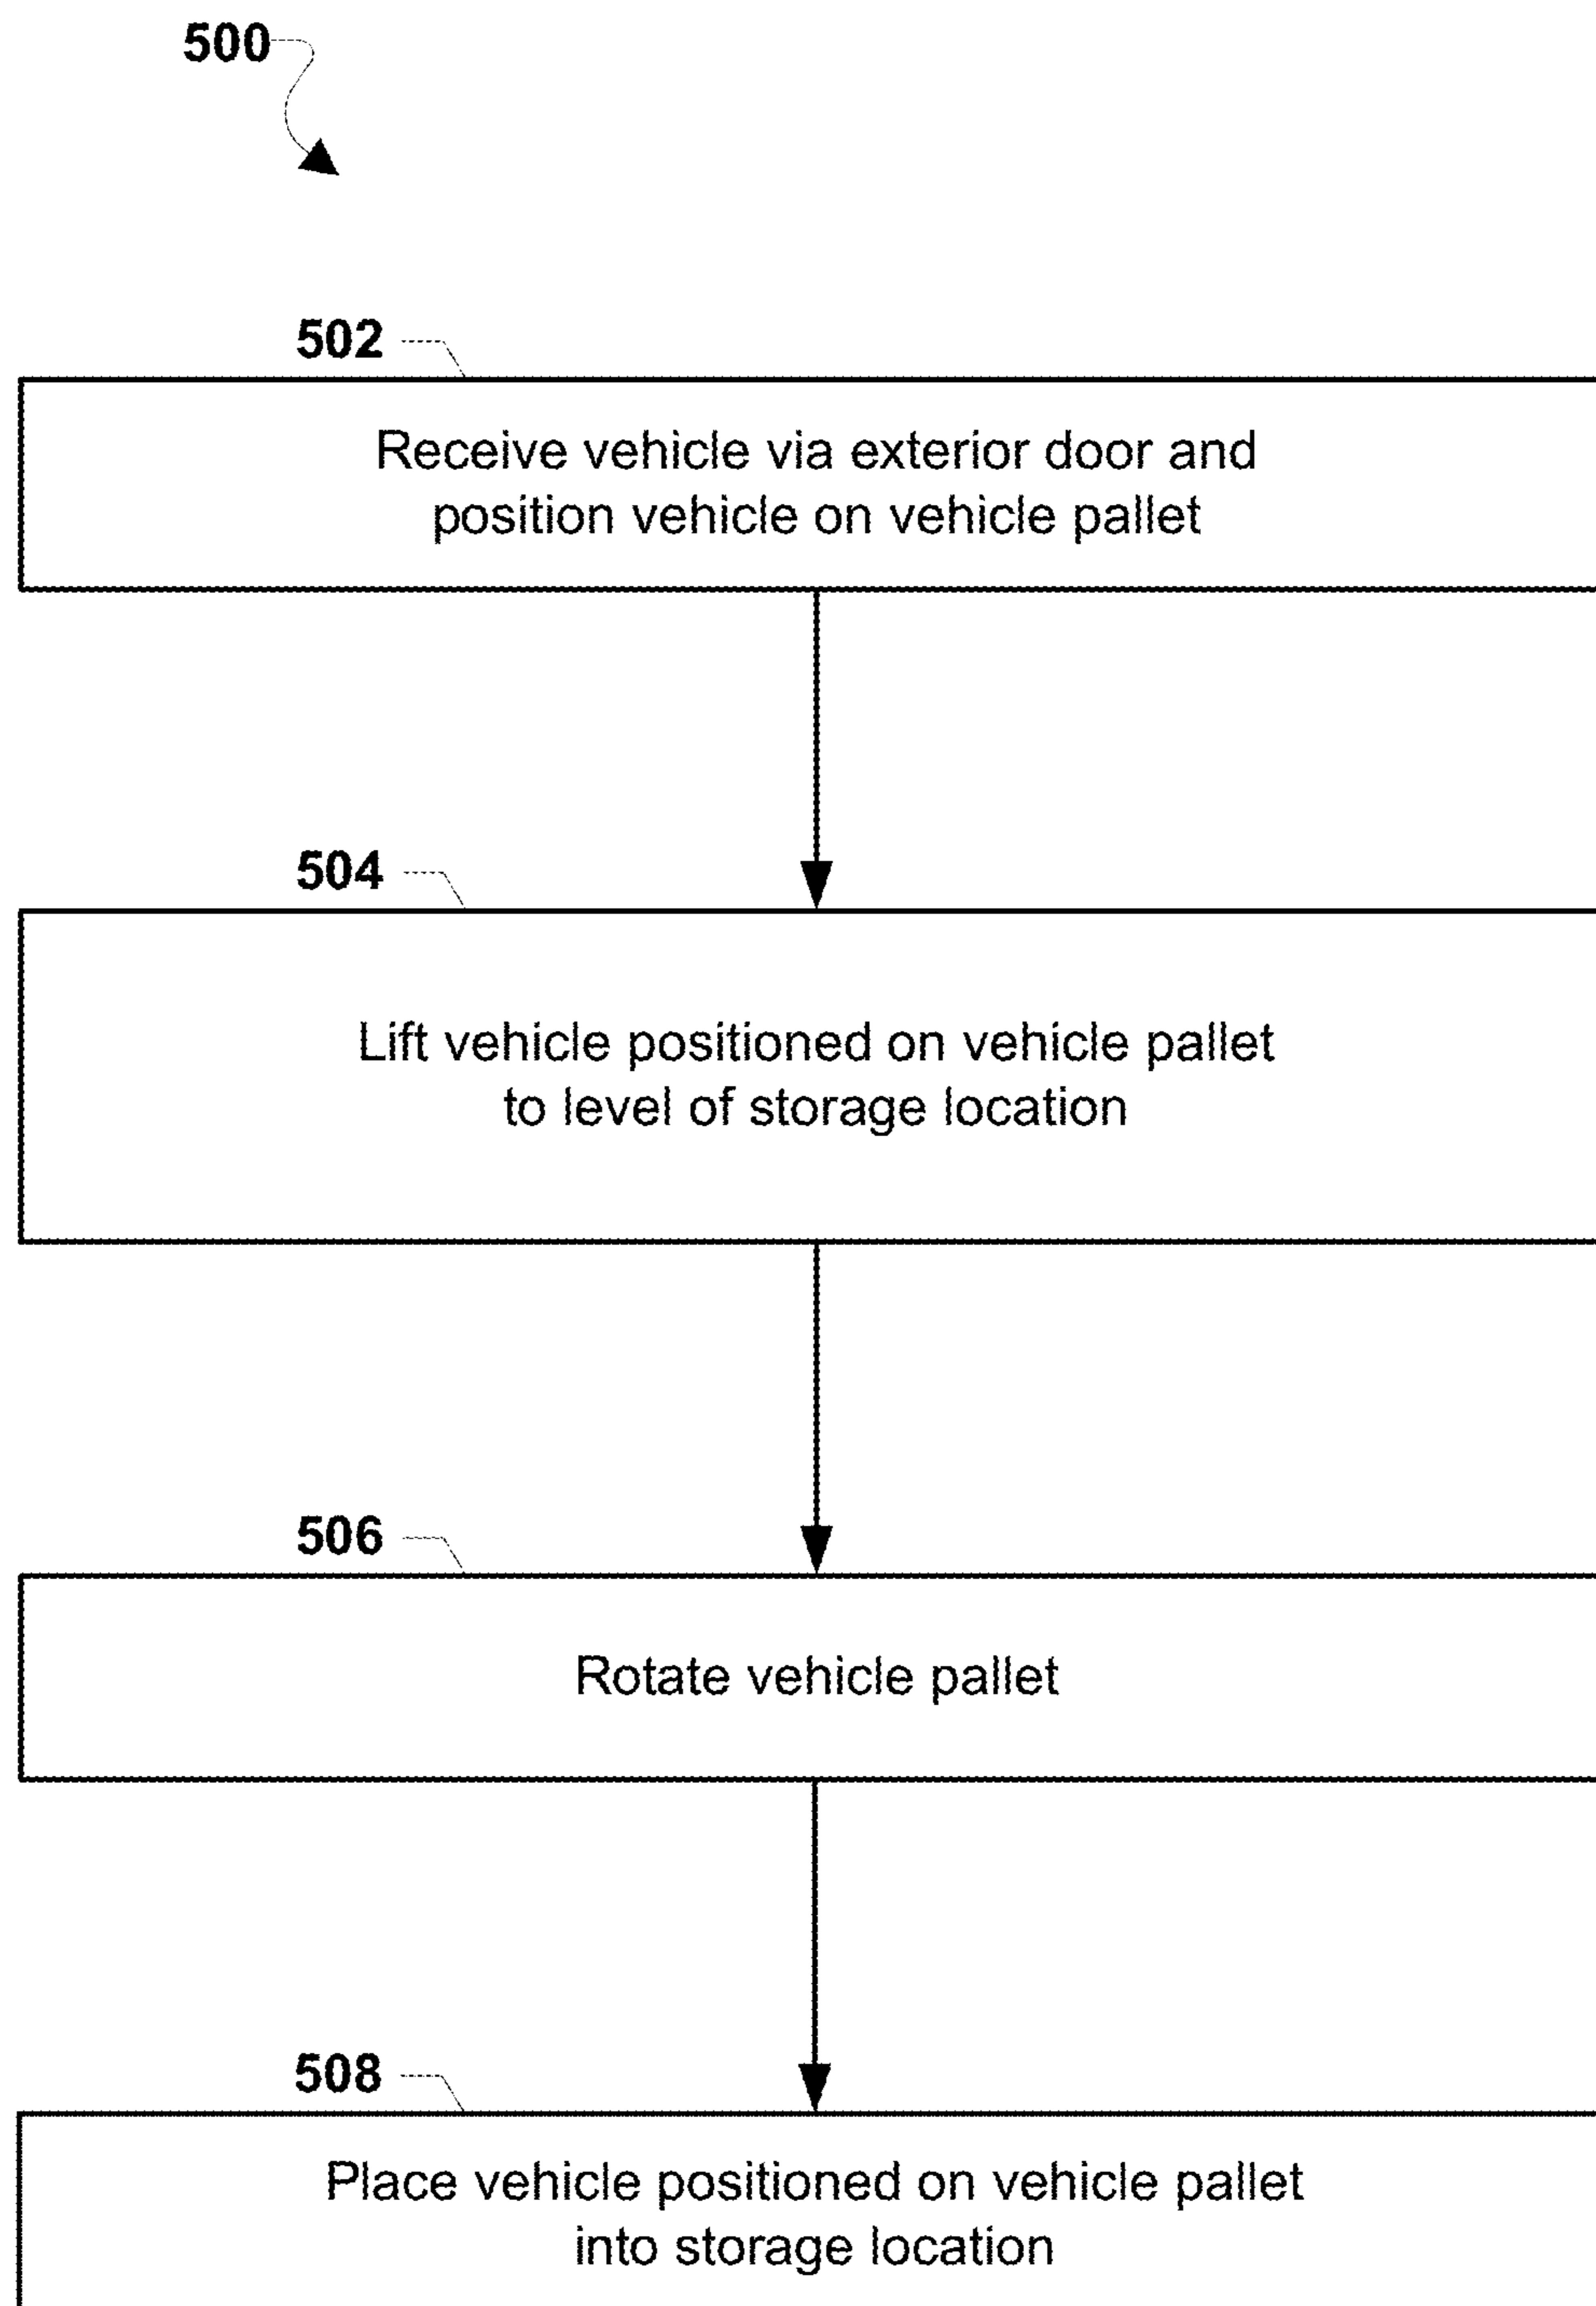 500
502
Receive vehicle via exterior door and
position vehicle on vehicle pallet
504
Lift vehicle positioned on vehicle pallet
to level of storage location
506
Rotate vehicle pallet
508
Place vehicle positioned on vehicle pallet
into storage location